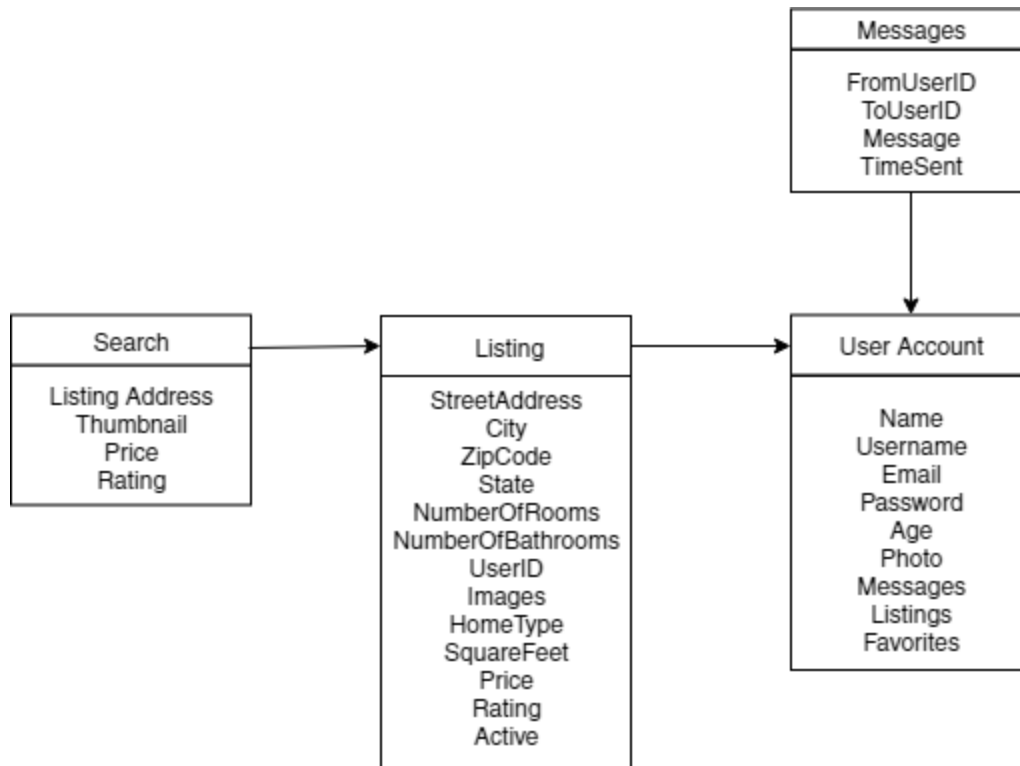 Messages
FromUserID
ToUserID
Message
TimeSent
Search
Listing Address
Thumbnail
Price
Rating
Listing
StreetAddress
City
ZipCode
State
NumberOfRooms
NumberOfBathrooms
UserID
Images
HomeType
SquareFeet
Price
Rating
Active
User Account
Name
Username
Email
Password
Age
Photo
Messages
Listings
Favorites